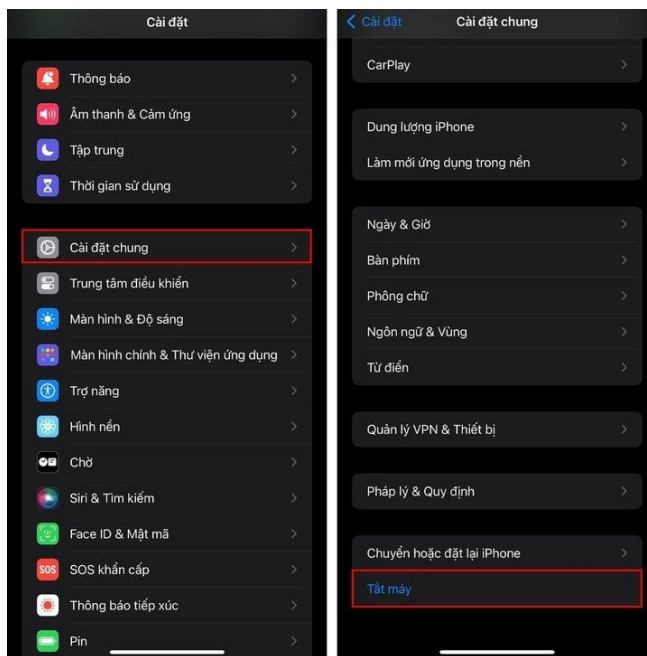 Cài đặt
Thông báo
Âm thanh & Cảm ứng
Tập trung
Thời gian sử dụng
Cài đặt chung
Trung tâm điều khiển
Màn hình & Độ sáng
Màn hình chính & Thư viện ứng dụng
Trợ năng
Hình nền
Chờ
Siri & Tìm kiếm
Face ID & Mật mã
SOS
SOS khẩn cấp
Thông báo tiếp xúc
Pin
Cài đặt
Cài đặt chung
CarPlay
Dung lượng iPhone
Làm mới ứng dụng trong nền
Ngày & Giờ
Bàn phím
Phông chữ
Ngôn ngữ & Vùng
Từ điển
Quản lý VPN & Thiết bị
Pháp lý & Quy định
Chuyển hoặc đặt lại iPhone
Tắt máy